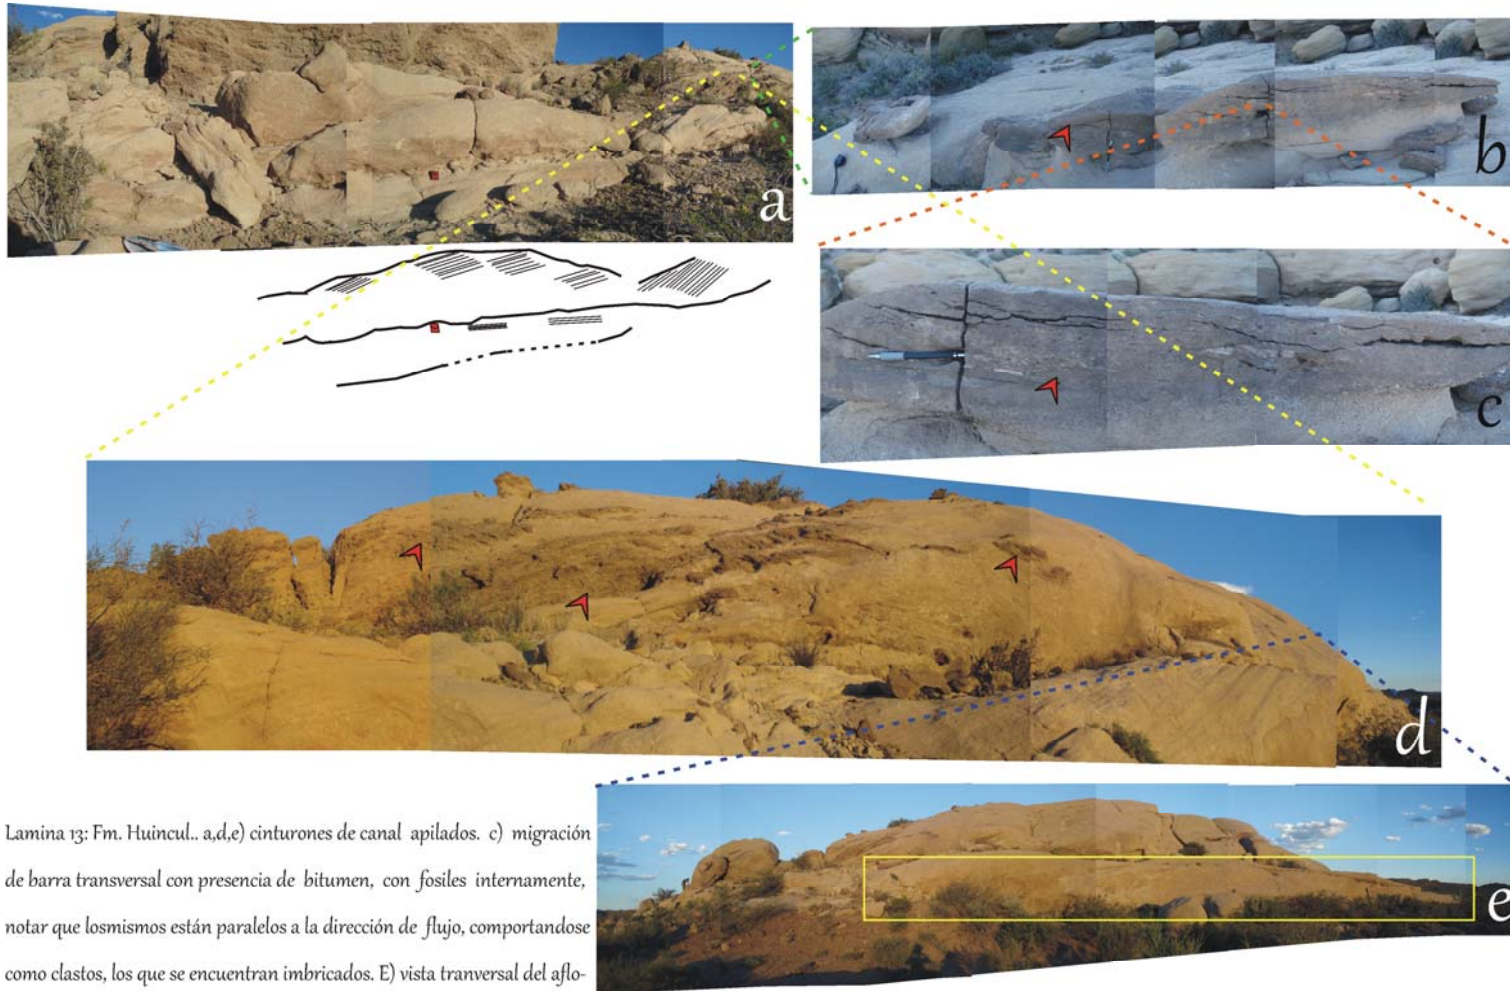 a
b
c
d
e
Lamina 13: Fm. Huincul.. a,d,e) cinturones de canal apilados. c) migración
de barra transversal con presencia de bitumen, con fosiles internamente,
notar que losmismos están paralelos a la dirección de flujo, comportandose
como clastos, los que se encuentran imbricados. E) vista tranversal del aflo-